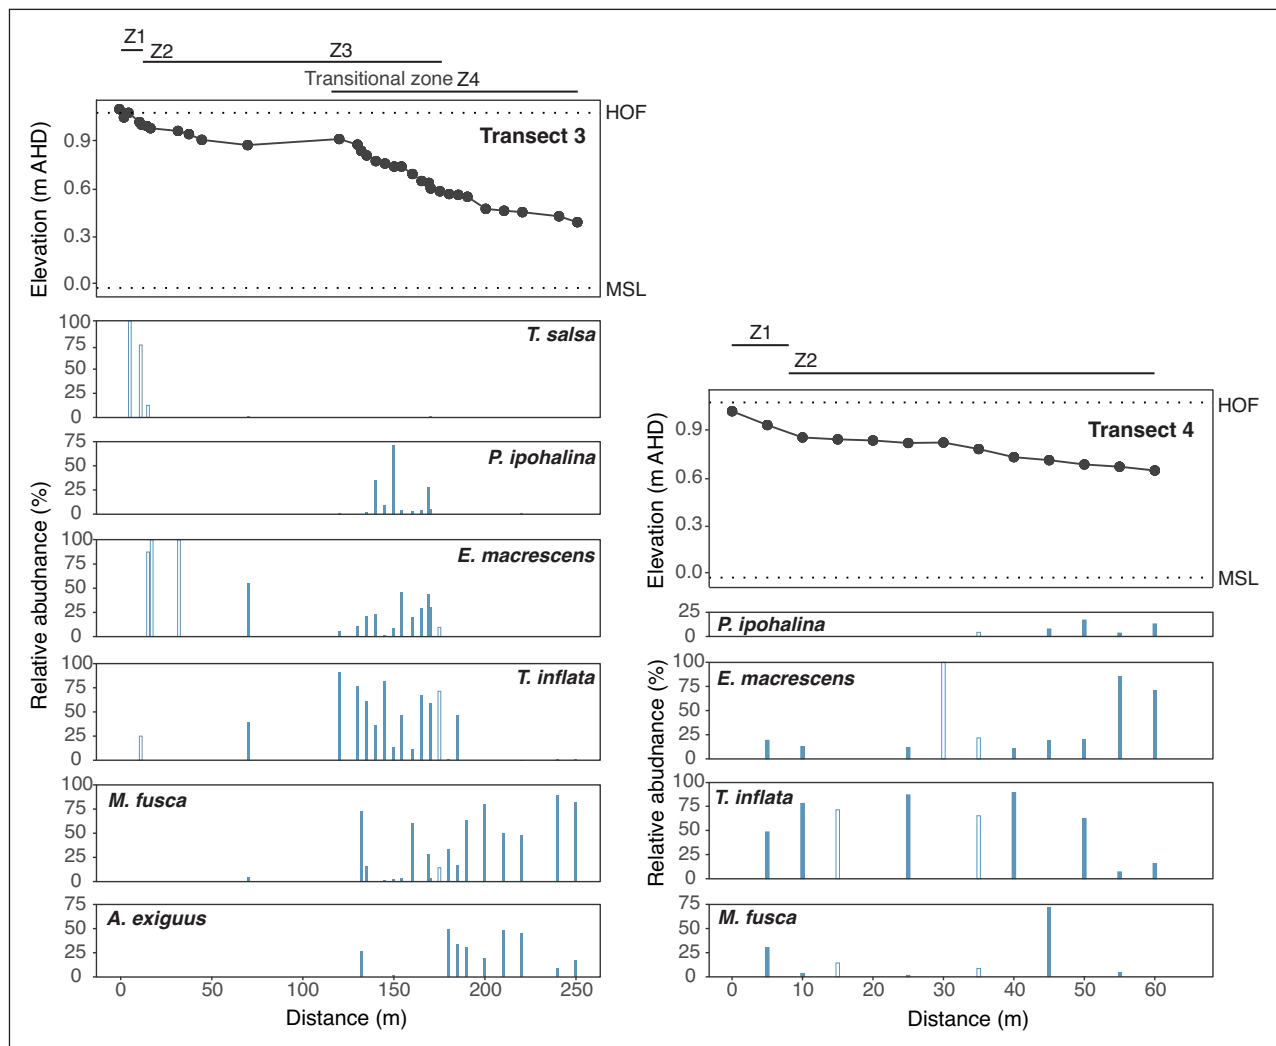 Z1
Z2
Z3
Transitional zone Z4
HOF
Transect 3
0.9
0.6
0.3
0.0
Elevation (m AHD)
MSL
100
75
50
25
0
T. salsa
75
50
25
0
P. ipohalina
100
75
50
25
0
E. macrescens
Relative abudnance (%)
100
75
50
25
0
T. inflata
100
75
50
25
0
M. fusca
75
50
25
0
A. exiguus
0 50 100 150 200 250
Distance (m)
Z1
Z2
HOF
Transect 4
0.9
0.6
0.3
0.0
Elevation (m AHD)
MSL
25
0
P. ipohalina
100
75
50
25
0
E. macrescens
Relative abudnance (%)
100
75
50
25
0
T. inflata
75
50
25
0
M. fusca
0 10 20 30 40 50 60
Distance (m)